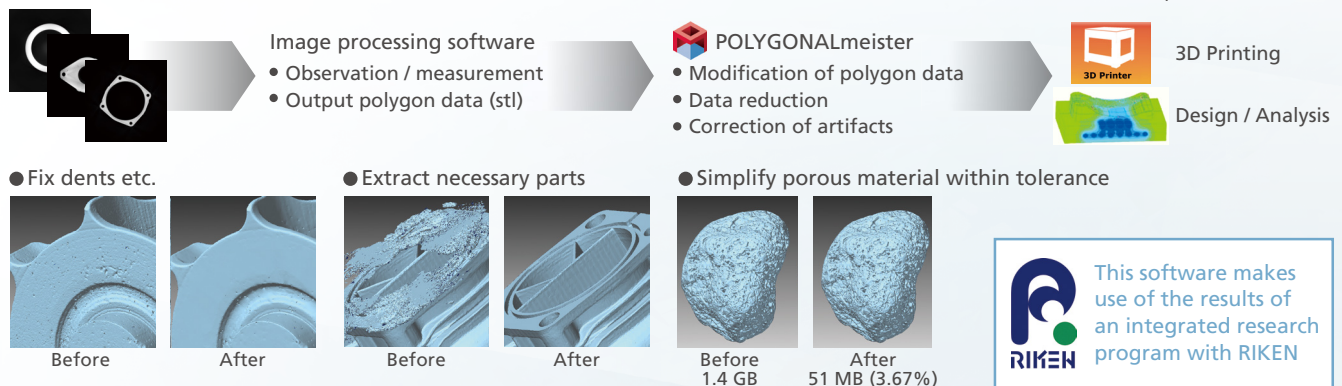 Image processing software
• Observation / measurement
• Output polygon data (stl)
POLYGONALmeister
• Modification of polygon data
• Data reduction
• Correction of artifacts
3D Printer
3D Printing
Design / Analysis
● Fix dents etc.
Before
After
● Extract necessary parts
Before
After
● Simplify porous material within tolerance
Before
1.4 GB
After
51 MB (3.67%)
RIKEN
This software makes
use of the results of
an integrated research
program with RIKEN